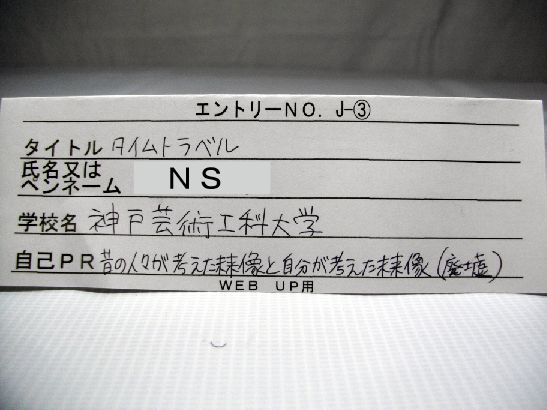 エントリーNO. J-③
タイトル タイムトラベル
氏名又は
ペンネーム NS
学校名 神戸芸術工科大学
自己PR 昔の人々が考えた未来像と自分が考えた未来像(廃墟)
WEB UP用